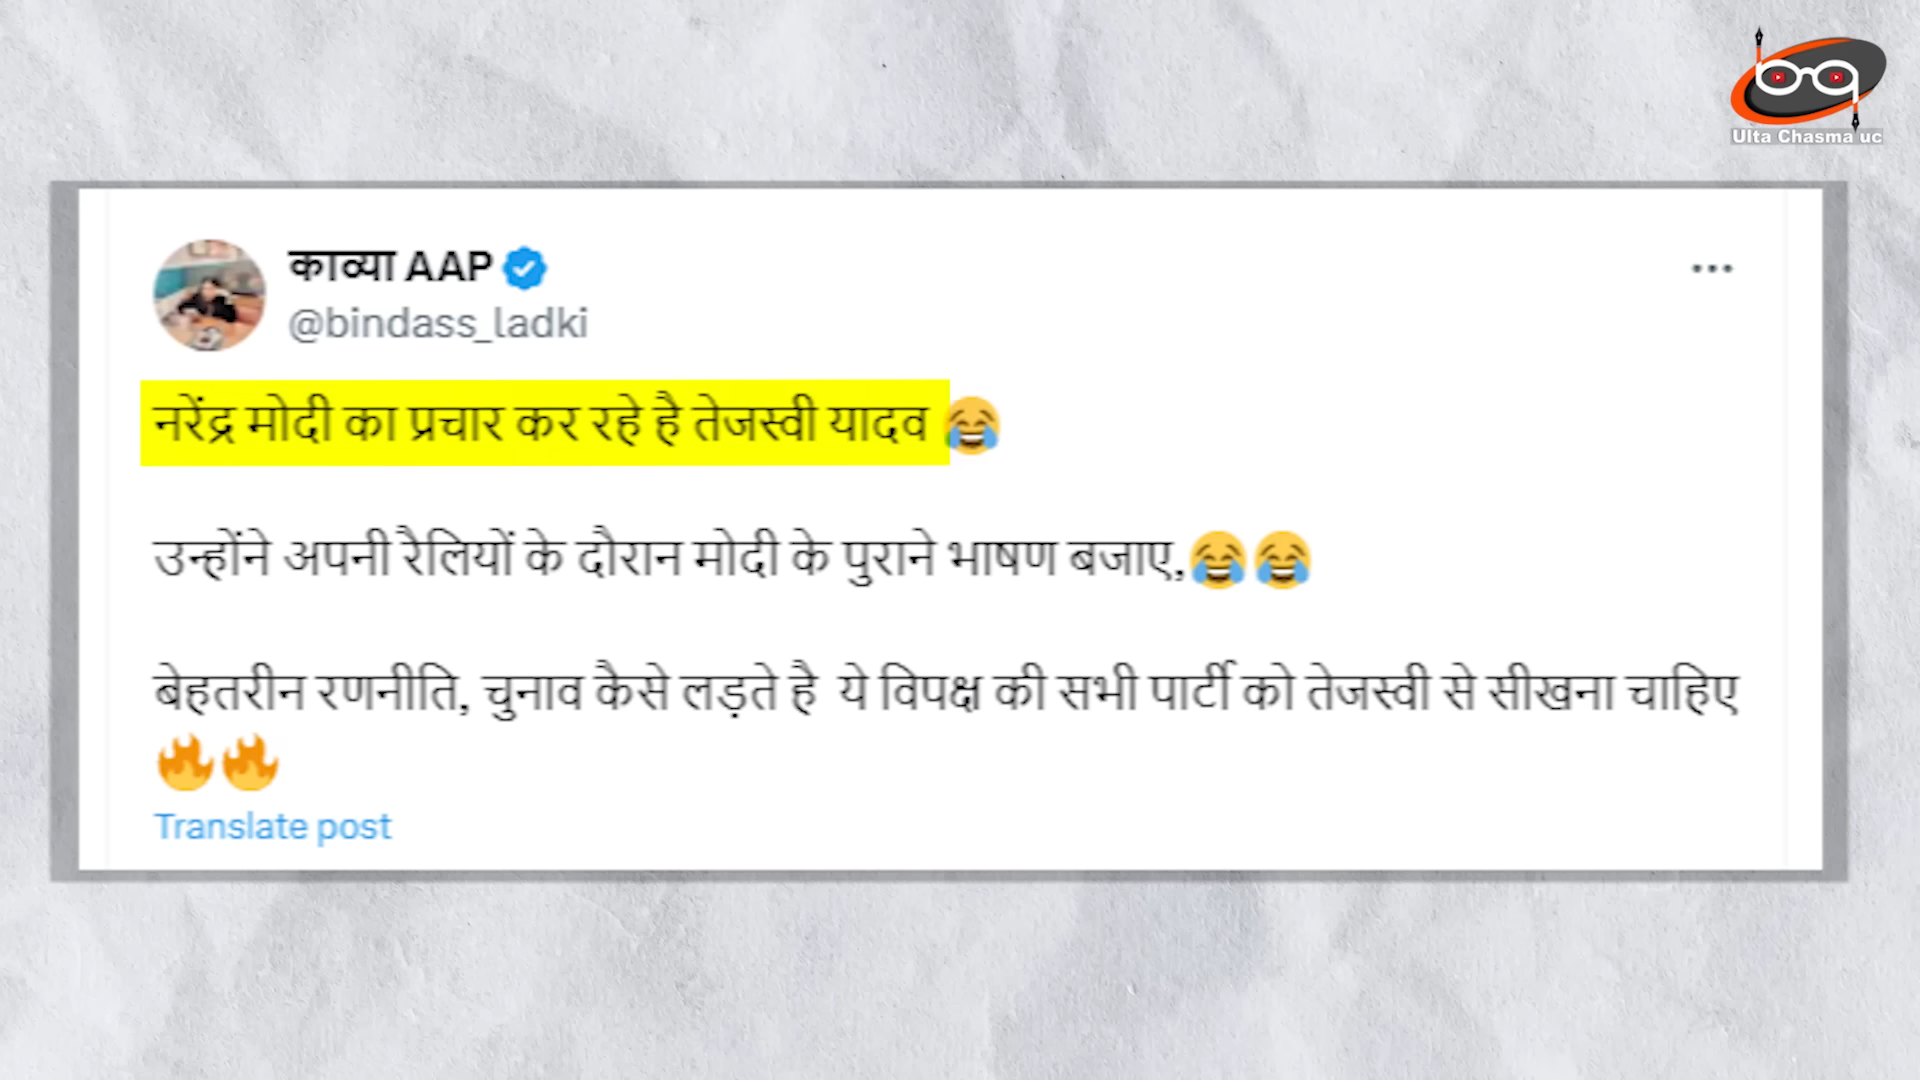 Ulta Chasma uc
काव्या AAP
@bindass_ladki
नरेंद्र मोदी का प्रचार कर रहे है तेजस्वी यादव 😂
उन्होंने अपनी रैलियों के दौरान मोदी के पुराने भाषण बजाए,😂😂
बेहतरीन रणनीति, चुनाव कैसे लड़ते है ये विपक्ष की सभी पार्टी को तेजस्वी से सीखना चाहिए
🔥🔥
Translate post